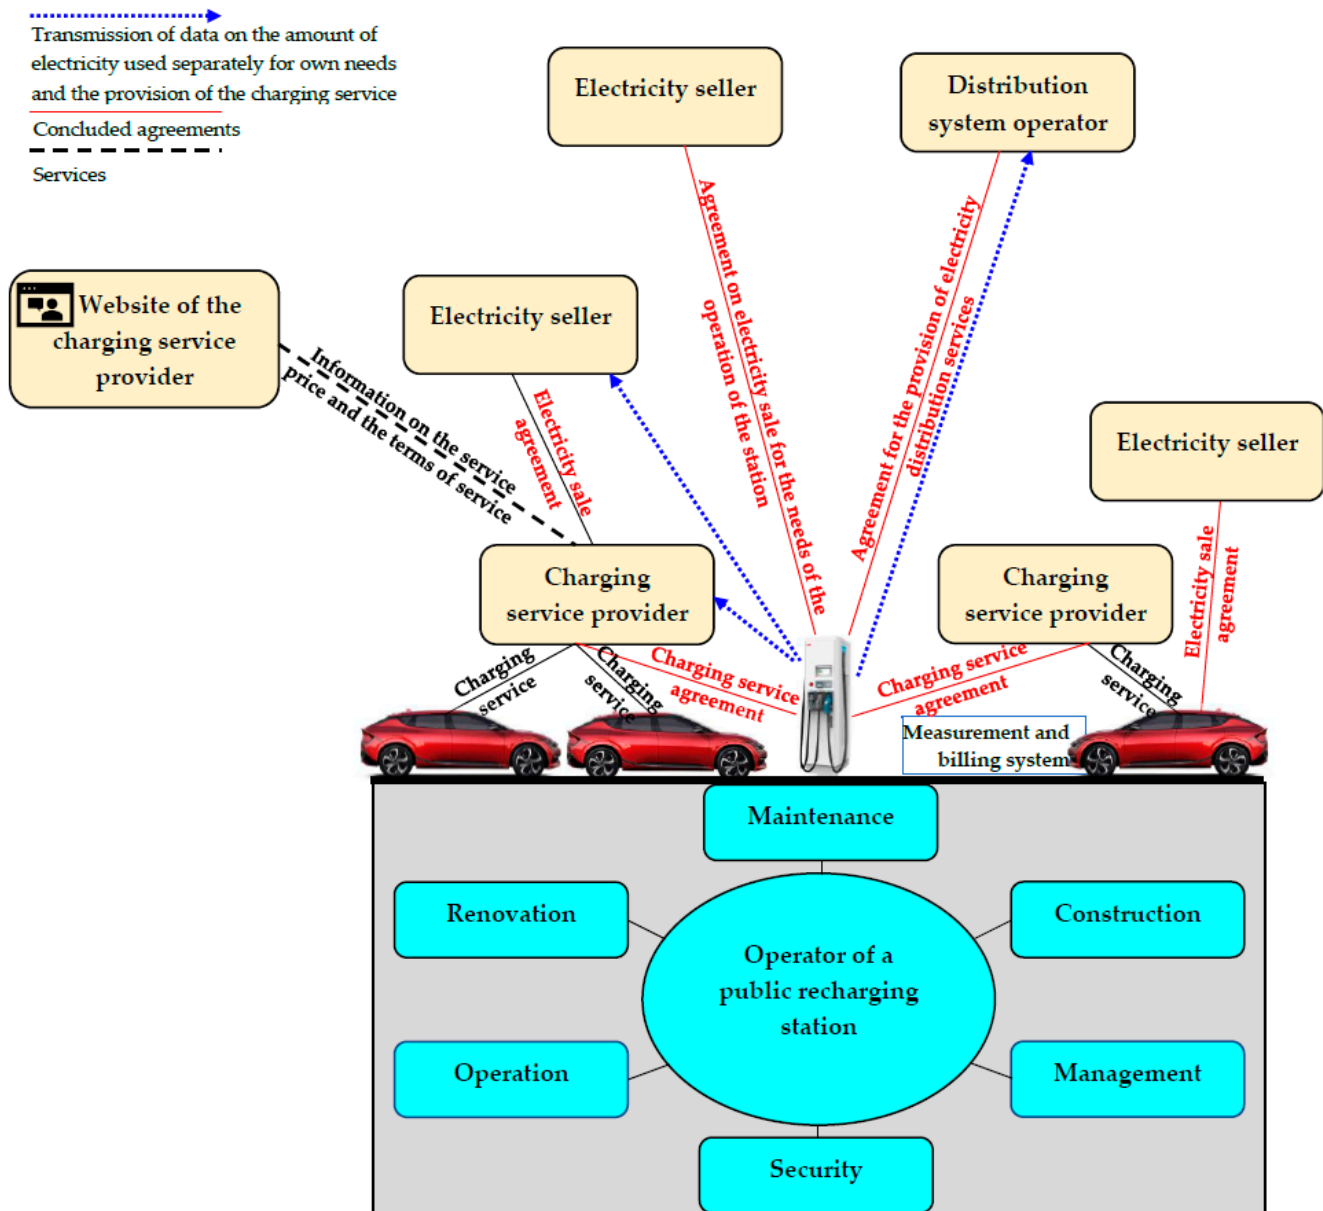 Transmission of data on the amount of
electricity used separately for own needs
and the provision of the charging service
Concluded agreements
Services
Electricity seller
Distribution
system operator
Website of the
charging service
provider
Electricity seller
Electricity seller
Information on the service
price and the terms of service
Electricity sale
agreement
Agreement on electricity sale for the needs of the
operation of the station
Agreement for the provision of electricity
distribution services
Electricity sale
agreement
Charging
service provider
Charging
service provider
Charging
service
Charging
service
Charging service
agreement
Charging service
agreement
Charging
service
Measurement and
billing system
Maintenance
Renovation
Construction
Operator of a
public recharging
station
Operation
Management
Security